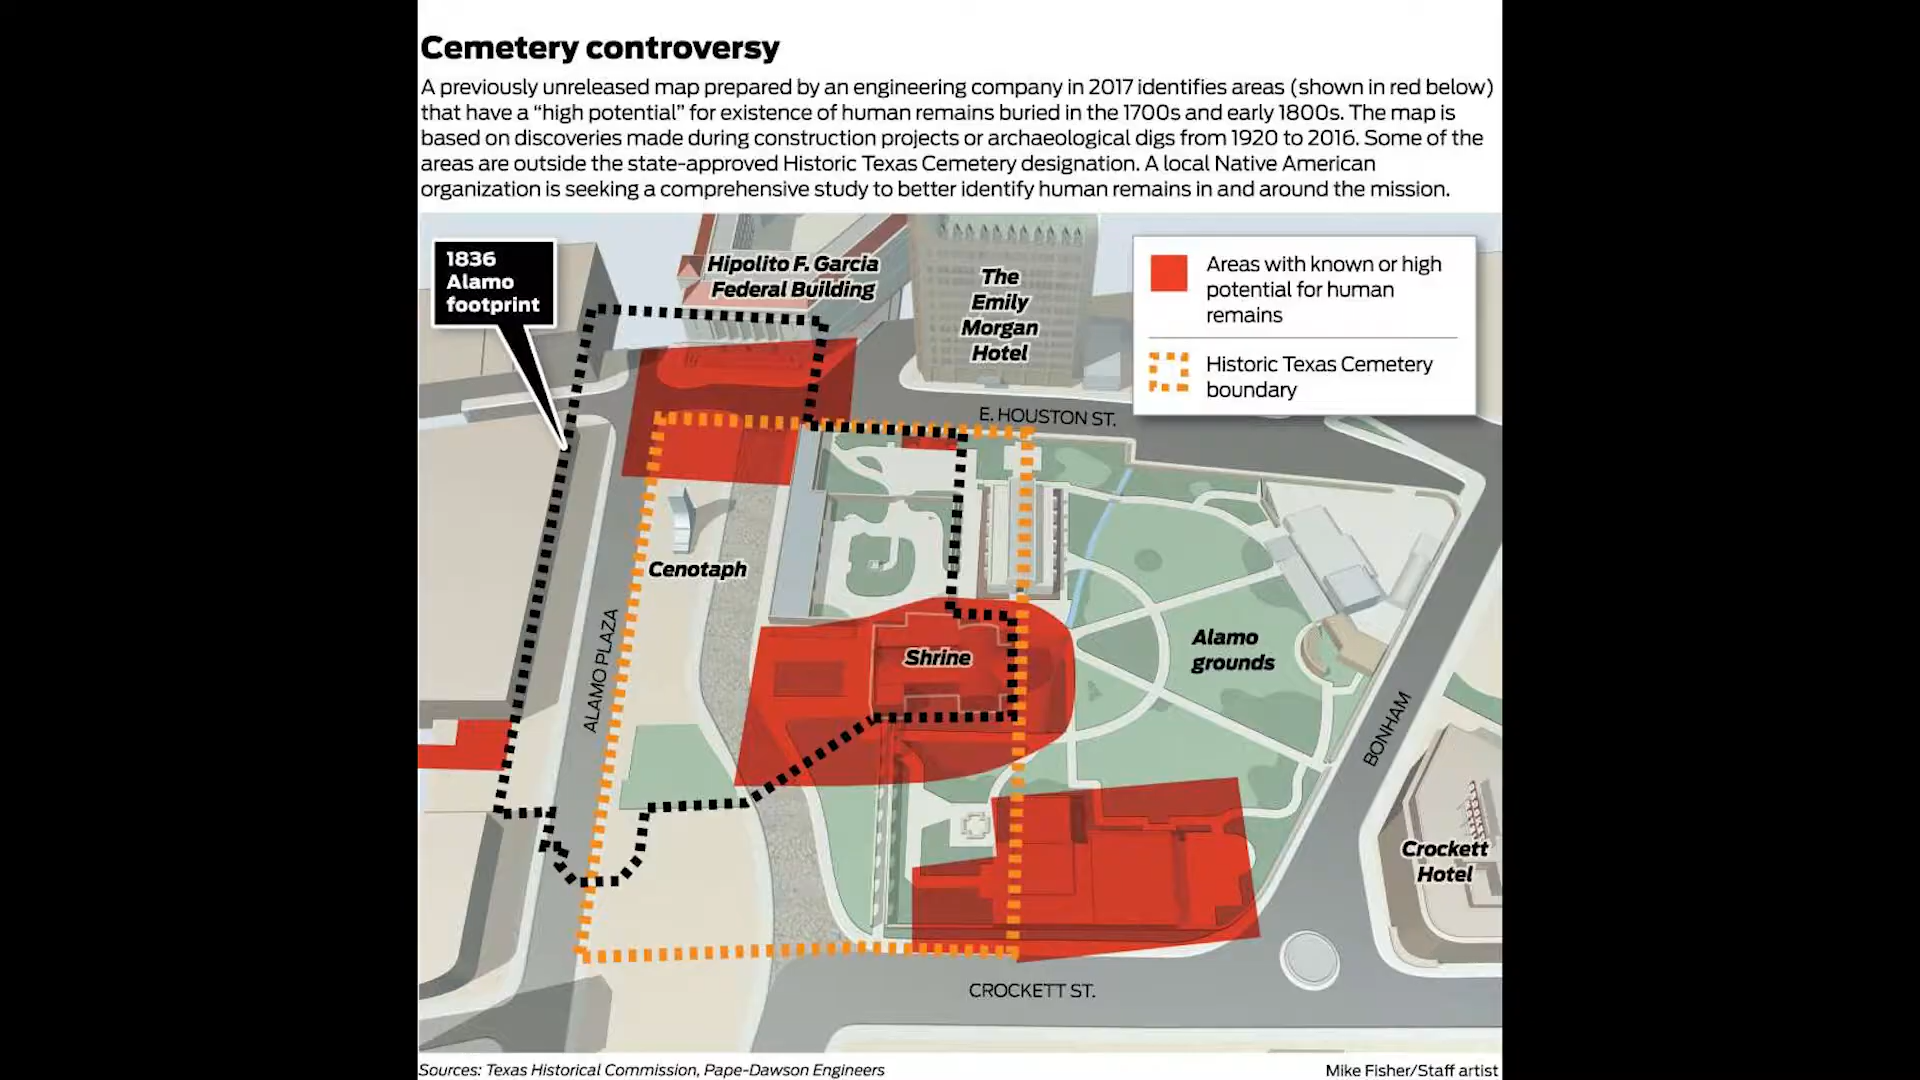 Cemetery controversy
A previously unreleased map prepared by an engineering company in 2017 identifies areas (shown in red below)
that have a “high potential” for existence of human remains buried in the 1700s and early 1800s. The map is
based on discoveries made during construction projects or archaeological digs from 1920 to 2016. Some of the
areas are outside the state-approved Historic Texas Cemetery designation. A local Native American
organization is seeking a comprehensive study to better identify human remains in and around the mission.
1836
Alamo
footprint
Hipolito F. Garcia
Federal Building
The
Emily
Morgan
Hotel
Areas with known or high
potential for human
remains
Historic Texas Cemetery
boundary
E. HOUSTON ST.
Cenotaph
ALAMO PLAZA
Shrine
Alamo
grounds
BONHAM
Crockett
Hotel
CROCKETT ST.
Sources: Texas Historical Commission, Pape-Dawson Engineers
Mike Fisher/Staff artist